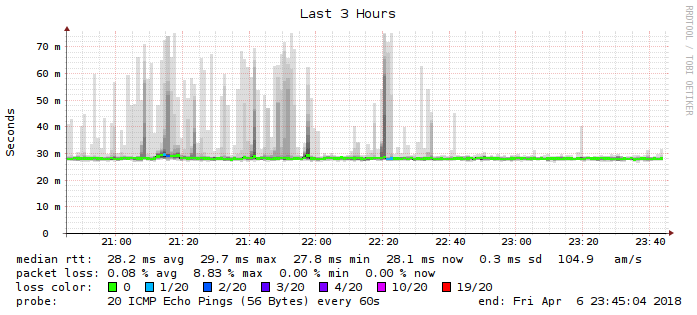 Last 3 Hours
RRDTOOL / TOBI OETIKER
Seconds
70 m
60 m
50 m
40 m
30 m
20 m
10 m
0
21:00 21:20 21:40 22:00 22:20 22:40 23:00 23:20 23:40
median rtt: 28.2 ms avg 29.7 ms max 27.8 ms min 28.1 ms now 0.3 ms sd 104.9 am/s
packet loss: 0.08 % avg 8.83 % max 0.00 % min 0.00 % now
loss color: 0 1/20 2/20 3/20 4/20 10/20 19/20
probe: 20 ICMP Echo Pings (56 Bytes) every 60s end: Fri Apr 6 23:45:04 2018